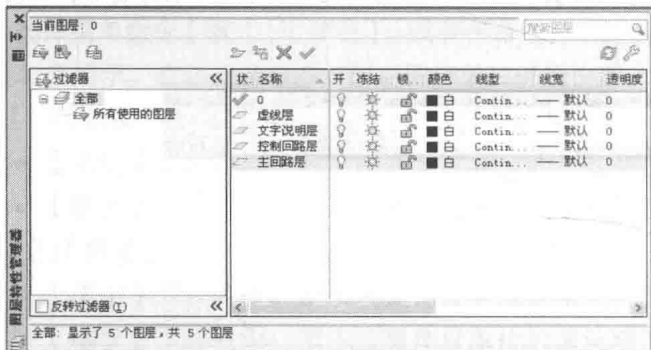 当前图层: 0
搜索图层
过滤器
全部
所有使用的图层
反转过滤器(I)
状 名称 开 冻结 锁... 颜色 线型 线宽 透明度
0 白 Contin... 默认 0
虚线层 白 Contin... 默认 0
文字说明层 白 Contin... 默认 0
控制回路层 白 Contin... 默认 0
主回路层 白 Contin... 默认 0
图层特性管理器
全部: 显示了 5 个图层，共 5 个图层